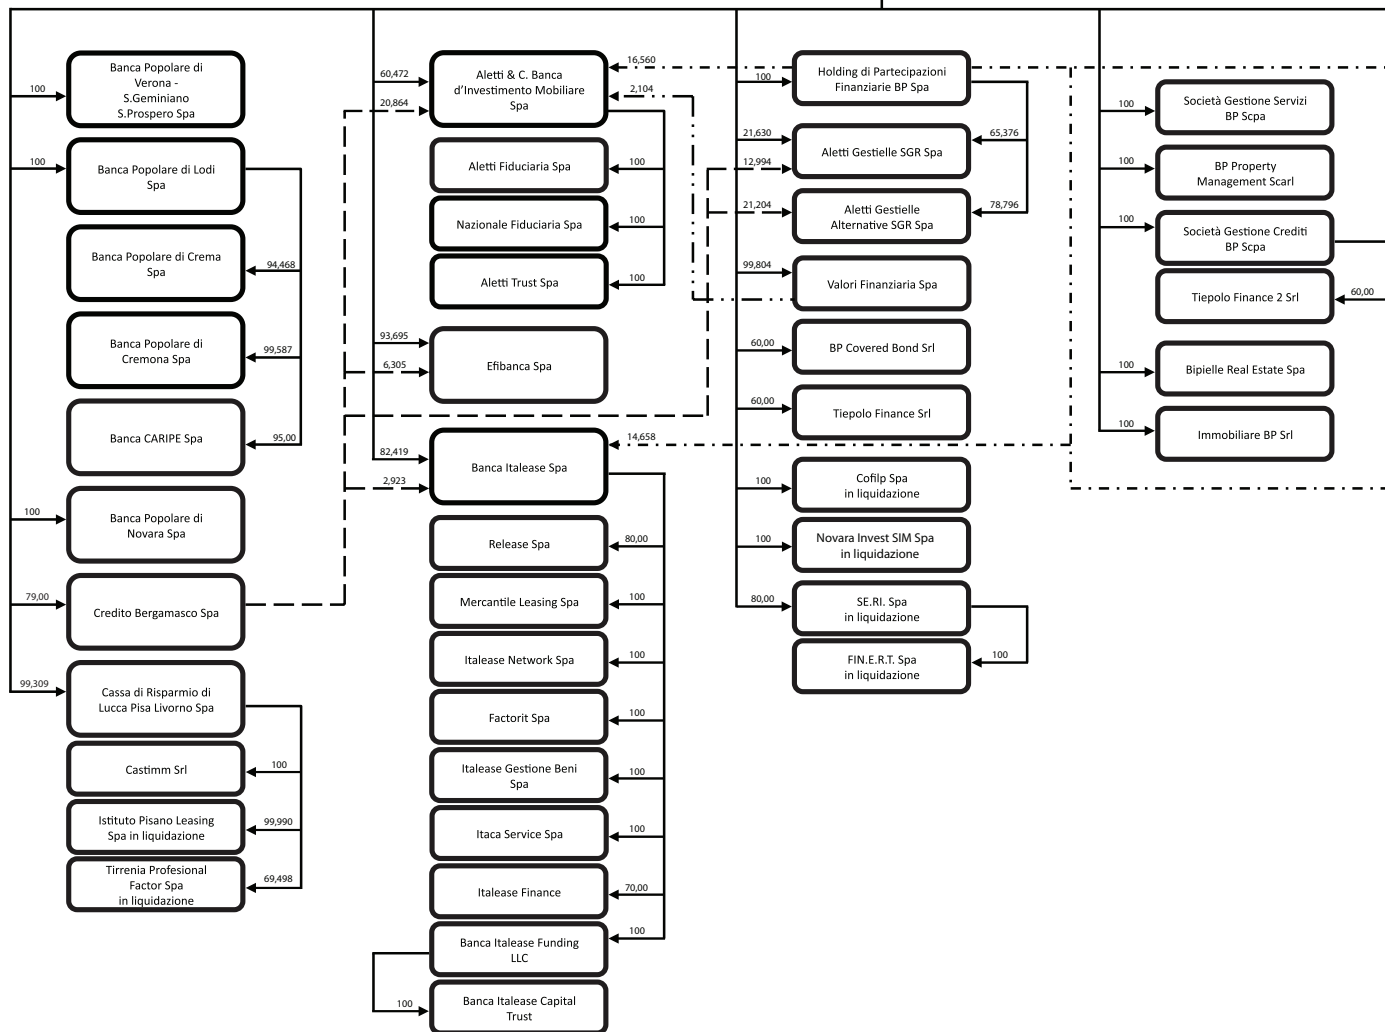 Banca Popolare di
Verona -
S.Geminiano
S.Prospero Spa
100
Banca Popolare di Lodi
Spa
100
Banca Popolare di Crema
Spa
94,468
Banca Popolare di
Cremona Spa
99,587
Banca CARIPE Spa
95,00
Banca Popolare di
Novara Spa
100
Credito Bergamasco Spa
79,00
Cassa di Risparmio di
Lucca Pisa Livorno Spa
99,309
Castimm Srl
100
Istituto Pisano Leasing
Spa in liquidazione
99,990
Tirrenia Profesional
Factor Spa
in liquidazione
69,498
60,472
20,864
Aletti & C. Banca
d'Investimento Mobiliare
Spa
16,560
2,104
Aletti Fiduciaria Spa
100
Nazionale Fiduciaria Spa
100
Aletti Trust Spa
100
93,695
6,305
Efibanca Spa
82,419
2,923
Banca Italease Spa
14,658
Release Spa
80,00
Mercantile Leasing Spa
100
Italease Network Spa
100
Factorit Spa
100
Italease Gestione Beni
Spa
100
Itaca Service Spa
100
Italease Finance
70,00
Banca Italease Funding
LLC
100
100
Banca Italease Capital
Trust
100
Holding di Partecipazioni
Finanziarie BP Spa
21,630
12,994
Aletti Gestielle SGR Spa
65,376
21,204
Aletti Gestielle
Alternative SGR Spa
78,796
99,804
Valori Finanziaria Spa
60,00
BP Covered Bond Srl
60,00
Tiepolo Finance Srl
100
Cofilp Spa
in liquidazione
100
Novara Invest SIM Spa
in liquidazione
80,00
SE.RI. Spa
in liquidazione
FIN.E.R.T. Spa
in liquidazione
100
100
Società Gestione Servizi
BP Scpa
100
BP Property
Management Scarl
100
Società Gestione Crediti
BP Scpa
Tiepolo Finance 2 Srl
60,00
100
Bipielle Real Estate Spa
100
Immobiliare BP Srl